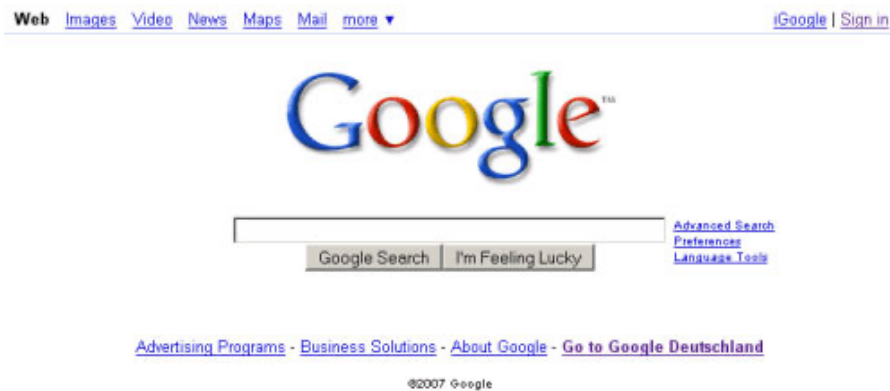 Web Images Video News Maps Mail more ▼ iGoogle | Sign in
Google™
Advanced Search
Preferences
Language Tools
Google Search I'm Feeling Lucky
Advertising Programs - Business Solutions - About Google - Go to Google Deutschland
©2007 Google